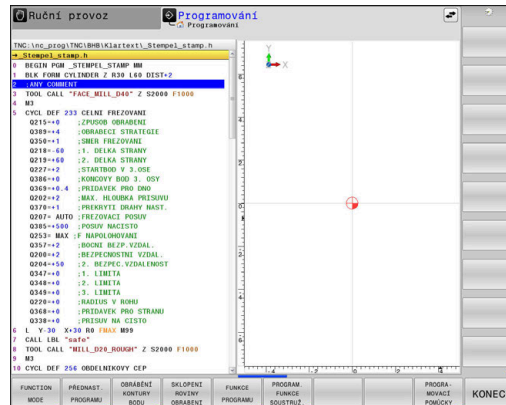 Ruční provoz
Programování
Programování
TNC:\nc_prog\TNC\BHB\Klartext\_Stempel_stamp.h
→_Stempel_stamp.h
0 BEGIN PGM _STEMPEL_STAMP MM
1 BLK FORM CYLINDER Z R30 L60 DIST+2
2 ;ANY COMMENT
3 TOOL CALL "FACE_MILL_D40" Z S2000 F1000
4 M3
5 CYCL DEF 233 CELNI FREZOVANI
Q215=+0 ;ZPUSOB OBRABENI
Q389=+4 ;OBRABECI STRATEGIE
Q350=+1 ;SMER FREZOVANI
Q218=-60 ;1. DELKA STRANY
Q219=+60 ;2. DELKA STRANY
Q227=+2 ;STARTBOD V 3.OSE
Q386=+0 ;KONCOVY BOD 3. OSY
Q369=+0.4 ;PRIDAVEK PRO DNO
Q202=+2 ;MAX. HLOUBKA PRISUVU
Q370=+1 ;PREKRYTI DRAHY NAST.
Q207= AUTO ;FREZOVACI POSUV
Q385=+500 ;POSUV NACISTO
Q253= MAX ;F NAPOLOHOVANI
Q357=+2 ;BOCNI BEZP.VZDAL.
Q200=+2 ;BEZPECNOSTNI VZDAL.
Q204=+50 ;2. BEZPEC.VZDALENOST
Q347=+0 ;1. LIMITA
Q348=+0 ;2. LIMITA
Q349=+0 ;3. LIMITA
Q220=+0 ;RADIUS V ROHU
Q368=+0 ;PRIDAVEK PRO STRANU
Q338=+0 ;PRISUV NA CISTO
6 L Y-30 X+30 R0 FMAX M99
7 CALL LBL "safe"
8 TOOL CALL "MILL_D20_ROUGH" Z S2000 F1000
9 M3
10 CYCL DEF 256 OBDELNIKOVY CEP
Y
X
FUNCTION
MODE
PŘEDNAST.
PROGRAMU
OBRÁBĚNÍ
KONTURY
BODU
SKLOPENÍ
ROVINY
OBRÁBENÍ
FUNKCE
PROGRAMU
PROGRAM.
FUNKCE
SOUSTRUŽ.
PROGRA-
MOVACÍ
POMŮCKY
KONEC